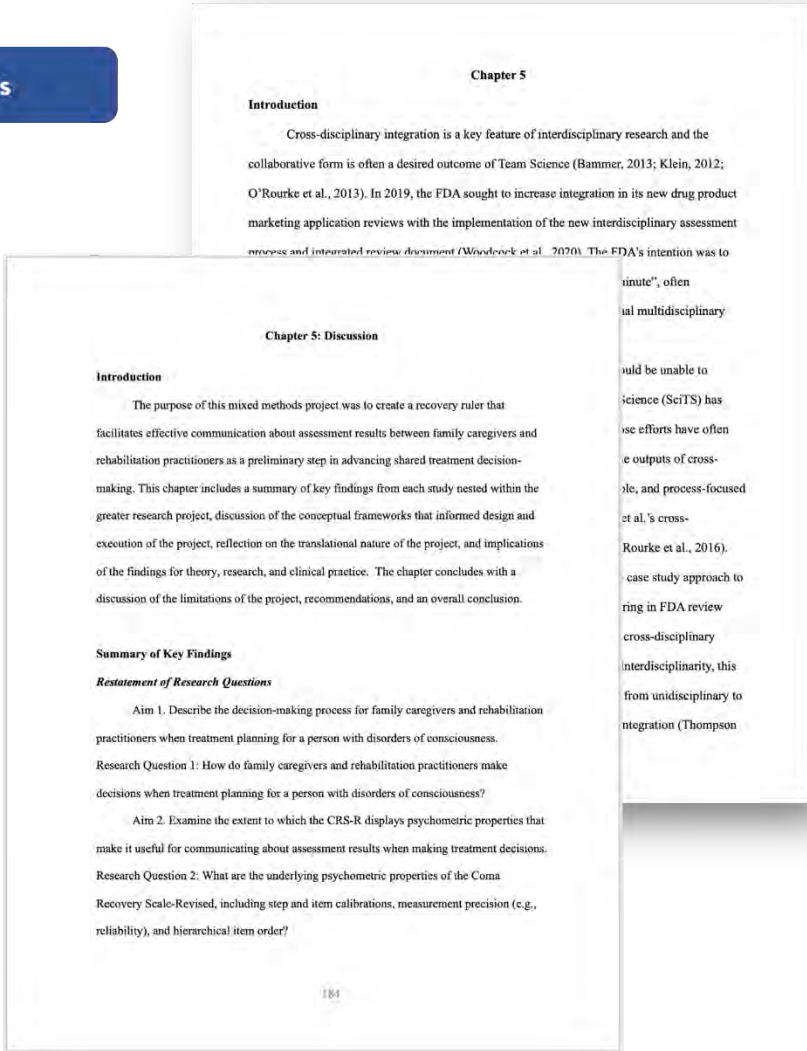 s
Chapter 5
Introduction
Cross-disciplinary integration is a key feature of interdisciplinary research and the
collaborative form is often a desired outcome of Team Science (Bammer, 2013; Klein, 2012;
O'Rourke et al., 2013). In 2019, the FDA sought to increase integration in its new drug product
marketing application reviews with the implementation of the new interdisciplinary assessment
process and integrated review document (Woodcock et al., 2020). The FDA's intention was to
inute", often
ial multidisciplinary
ould be unable to
Science (SciTS) has
se efforts have often
e outputs of cross-
ple, and process-focused
et al.'s cross-
Rourke et al., 2016).
case study approach to
ring in FDA review
cross-disciplinary
interdisciplinarity, this
from unidisciplinary to
ntegration (Thompson
Chapter 5: Discussion
Introduction
The purpose of this mixed methods project was to create a recovery ruler that
facilitates effective communication about assessment results between family caregivers and
rehabilitation practitioners as a preliminary step in advancing shared treatment decision-
making. This chapter includes a summary of key findings from each study nested within the
greater research project, discussion of the conceptual frameworks that informed design and
execution of the project, reflection on the translational nature of the project, and implications
of the findings for theory, research, and clinical practice. The chapter concludes with a
discussion of the limitations of the project, recommendations, and an overall conclusion.
Summary of Key Findings
Restatement of Research Questions
Aim 1. Describe the decision-making process for family caregivers and rehabilitation
practitioners when treatment planning for a person with disorders of consciousness.
Research Question 1: How do family caregivers and rehabilitation practitioners make
decisions when treatment planning for a person with disorders of consciousness?
Aim 2. Examine the extent to which the CRS-R displays psychometric properties that
make it useful for communicating about assessment results when making treatment decisions.
Research Question 2: What are the underlying psychometric properties of the Coma
Recovery Scale-Revised, including step and item calibrations, measurement precision (e.g.,
reliability), and hierarchical item order?
184